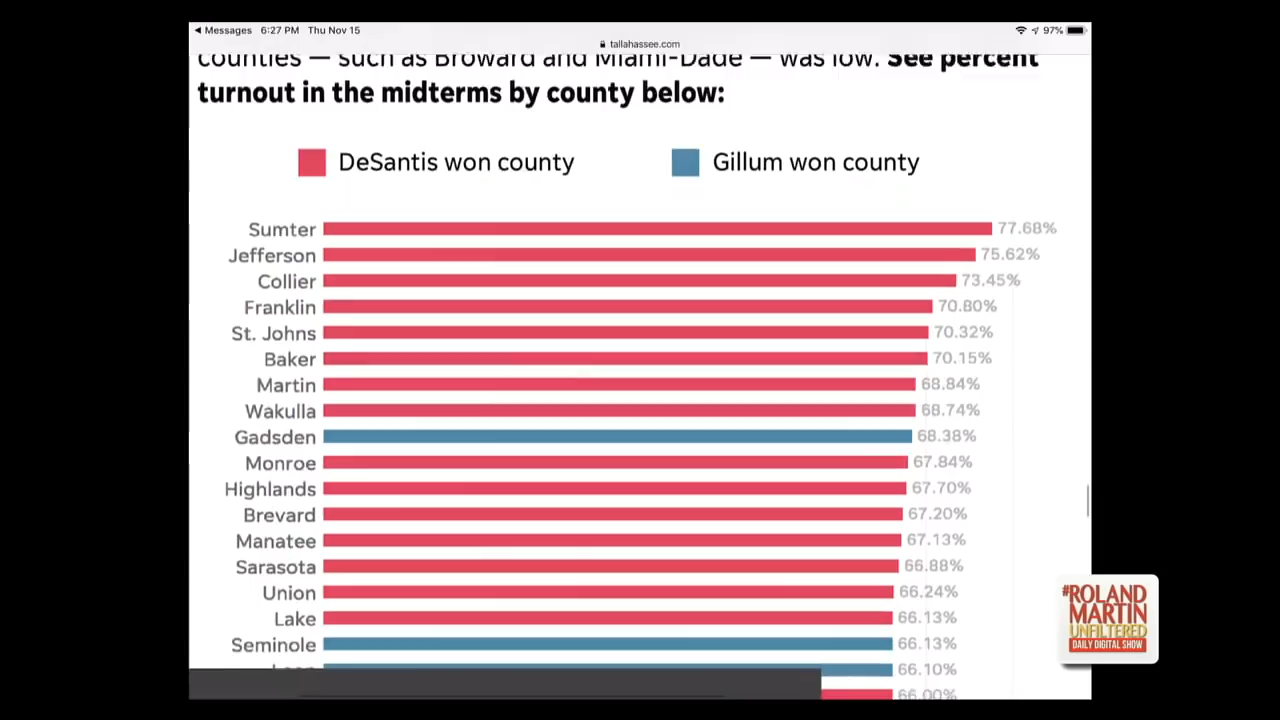 Messages 6:27 PM Thu Nov 15 97%
tallahassee.com
counties — such as Broward and Miami-Dade — was low. See percent
turnout in the midterms by county below:
DeSantis won county Gillum won county
Sumter 77.68%
Jefferson 75.62%
Collier 73.45%
Franklin 70.80%
St. Johns 70.32%
Baker 70.15%
Martin 68.84%
Wakulla 68.74%
Gadsden 68.38%
Monroe 67.84%
Highlands 67.70%
Brevard 67.20%
Manatee 67.13%
Sarasota 66.88%
Union 66.24%
Lake 66.13%
Seminole 66.13%
66.10%
66.00%
#ROLAND
MARTIN
UNFILTERED
DAILY DIGITAL SHOW